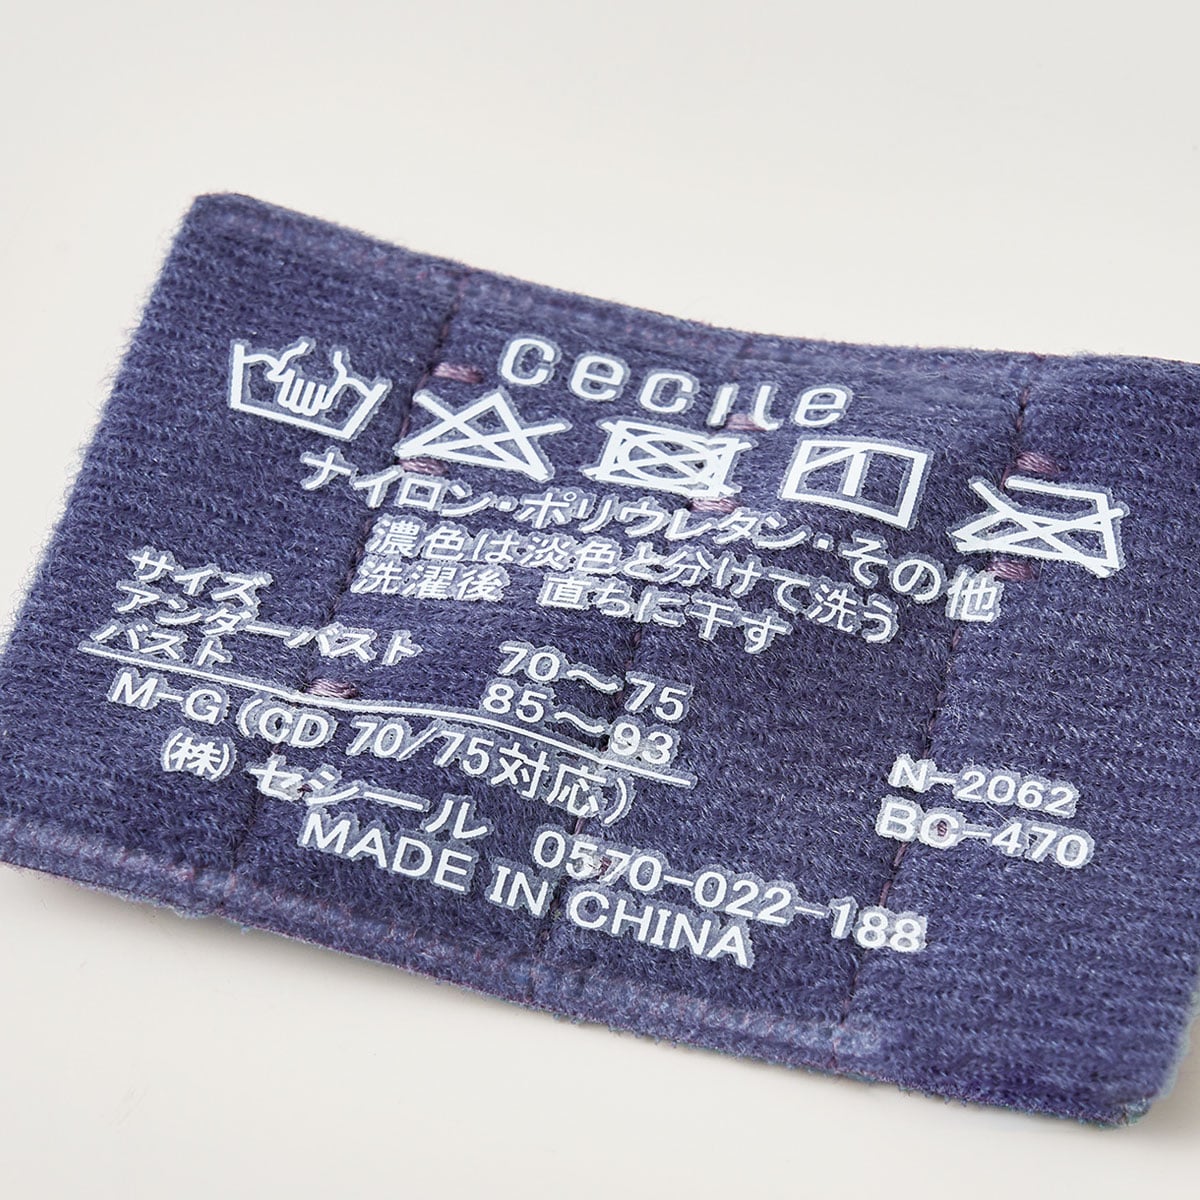 cecile
ナイロン・ポリウレタン・その他
濃色は淡色と分けて洗う
洗濯後 直ちに干す
サイズ
アンダーバスト 70～75
バスト 85～93
M-G(CD 70/75対応)
(株)セシール 0570-022-188
MADE IN CHINA
N-2062
BC-470